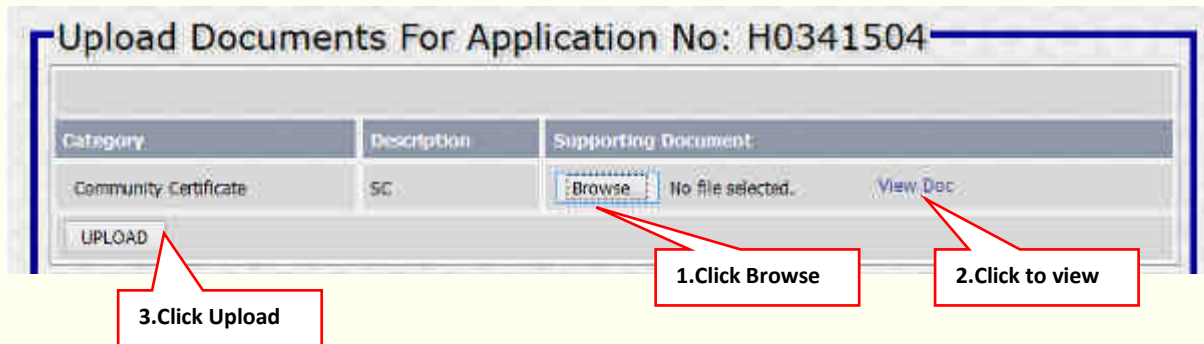 Upload Documents For Application No: H0341504
Category Description Supporting Document
Community Certificate SC Browse No file selected. View Doc
UPLOAD
1.Click Browse
2.Click to view
3.Click Upload